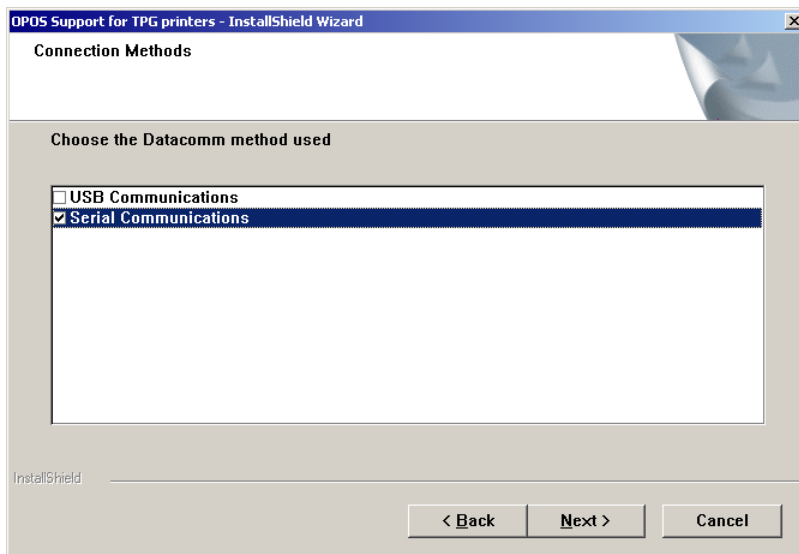 OPOS Support for TPG printers - InstallShield Wizard
Connection Methods
Choose the Datacomm method used
USB Communications
Serial Communications
InstallShield
< Back
Next >
Cancel